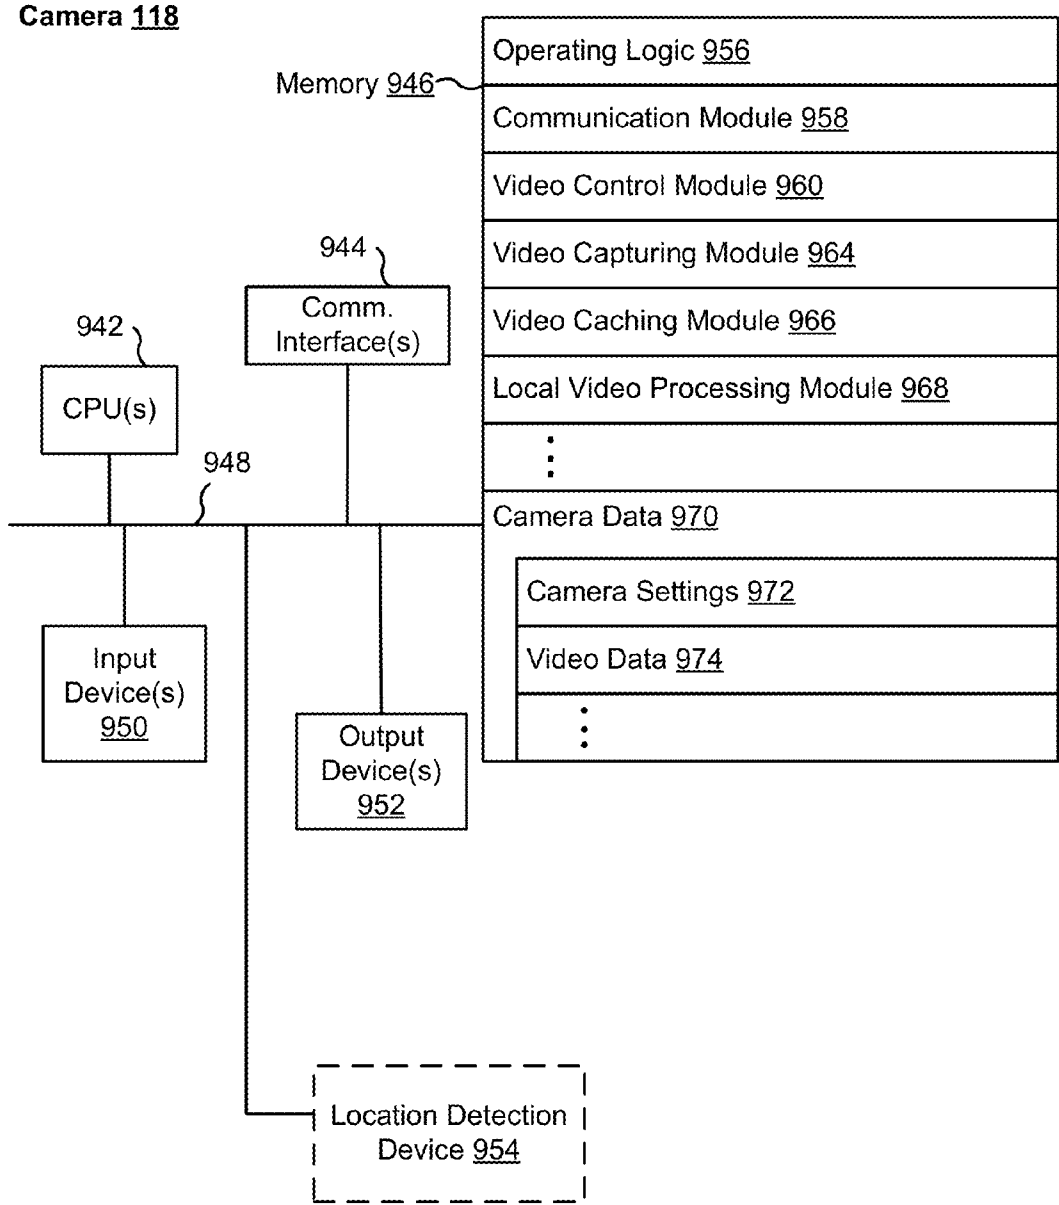 Camera 118
Memory 946
Operating Logic 956
Communication Module 958
Video Control Module 960
Video Capturing Module 964
Video Caching Module 966
Local Video Processing Module 968
Camera Data 970
Camera Settings 972
Video Data 974
944
Comm.
Interface(s)
942
CPU(s)
948
Input
Device(s)
950
Output
Device(s)
952
Location Detection
Device 954